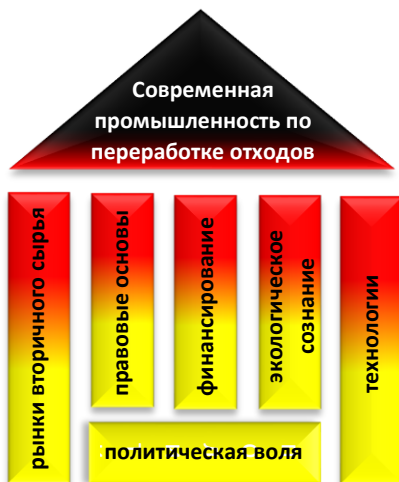 Современная
промышленность по
переработке отходов
рынки вторичного сырья
правовые основы
финансирование
экологическое
сознание
технологии
политическая воля